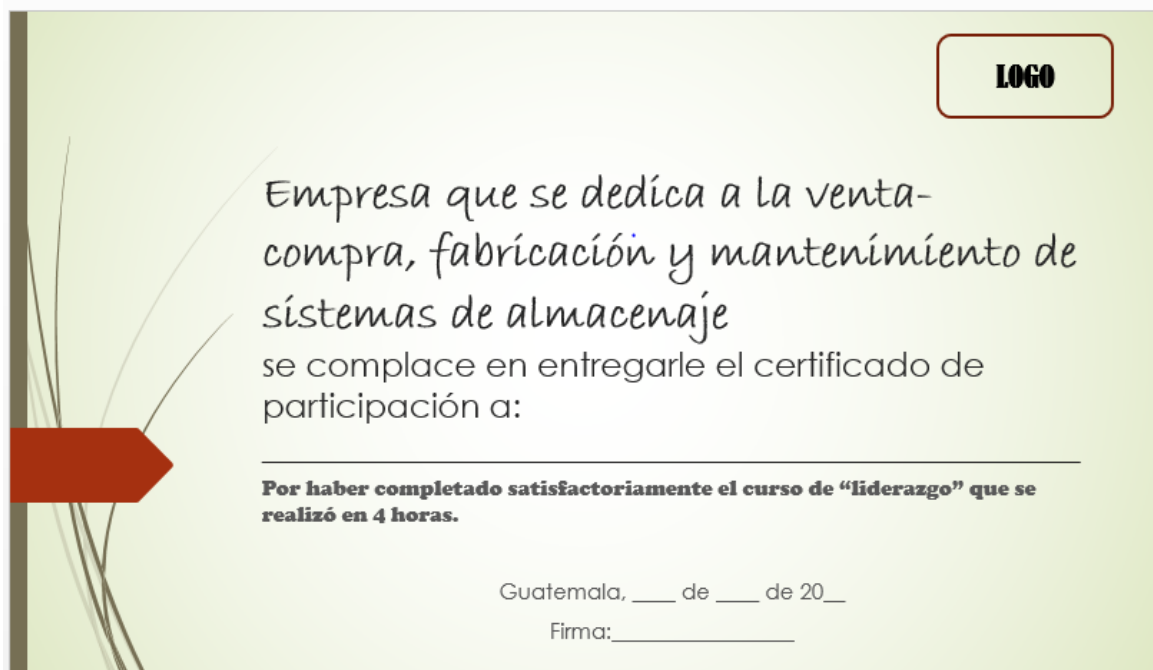 LOGO
Empresa que se dedica a la venta-
compra, fabricación y mantenimiento de
sistemas de almacenaje
se complace en entregarle el certificado de
participación a:
Por haber completado satisfactoriamente el curso de “liderazgo” que se
realizó en 4 horas.
Guatemala, ____ de ____ de 20__
Firma:_________________